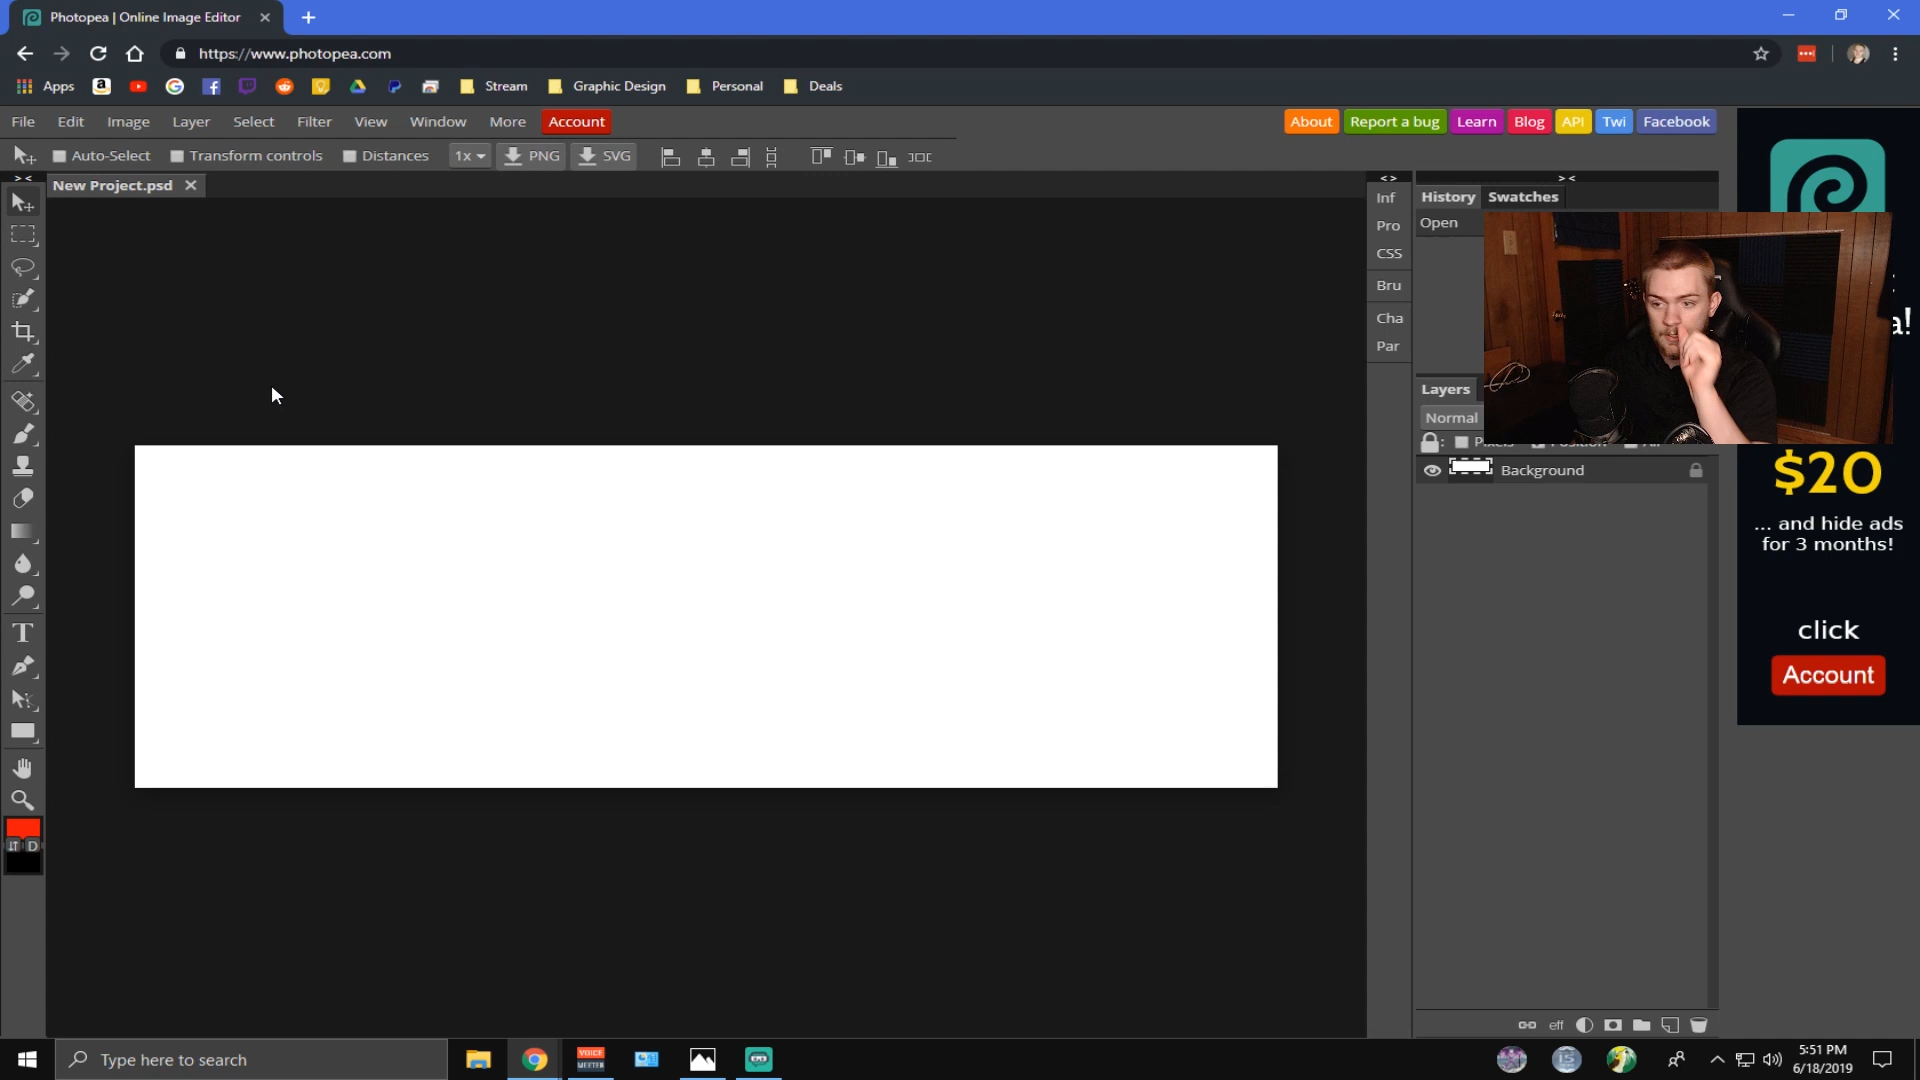 Photopea | Online Image Editor
https://www.photopea.com
Apps Stream Graphic Design Personal Deals
File Edit Image Layer Select Filter View Window More Account About Report a bug Learn Blog API Twi Facebook
Auto-Select Transform controls Distances 1x PNG SVG
New Project.psd
Inf
Pro
CSS
Bru
Cha
Par
History Swatches
Open
a!
Layers
Normal
Background
$20
... and hide ads
for 3 months!
click
Account
D
eff
Type here to search
VOICE
MEETER
5:51 PM
6/18/2019